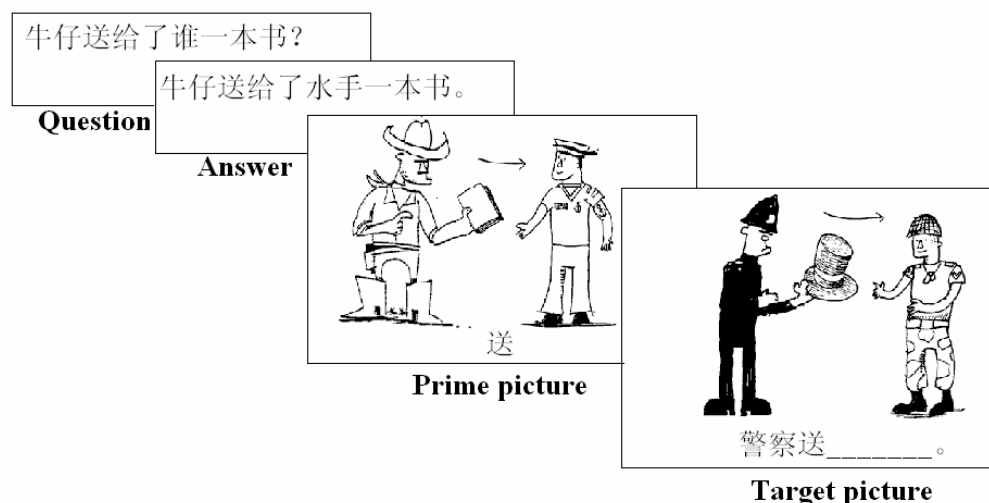 牛仔送给了谁一本书?
Question
牛仔送给了水手一本书。
Answer
送
Prime picture
警察送_______。
Target picture